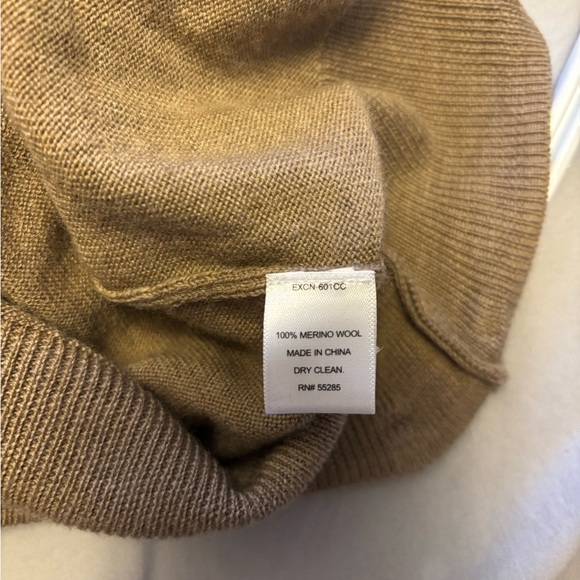 EXCN-601CC
100% MERINO WOOL
MADE IN CHINA
DRY CLEAN.
RN# 55285